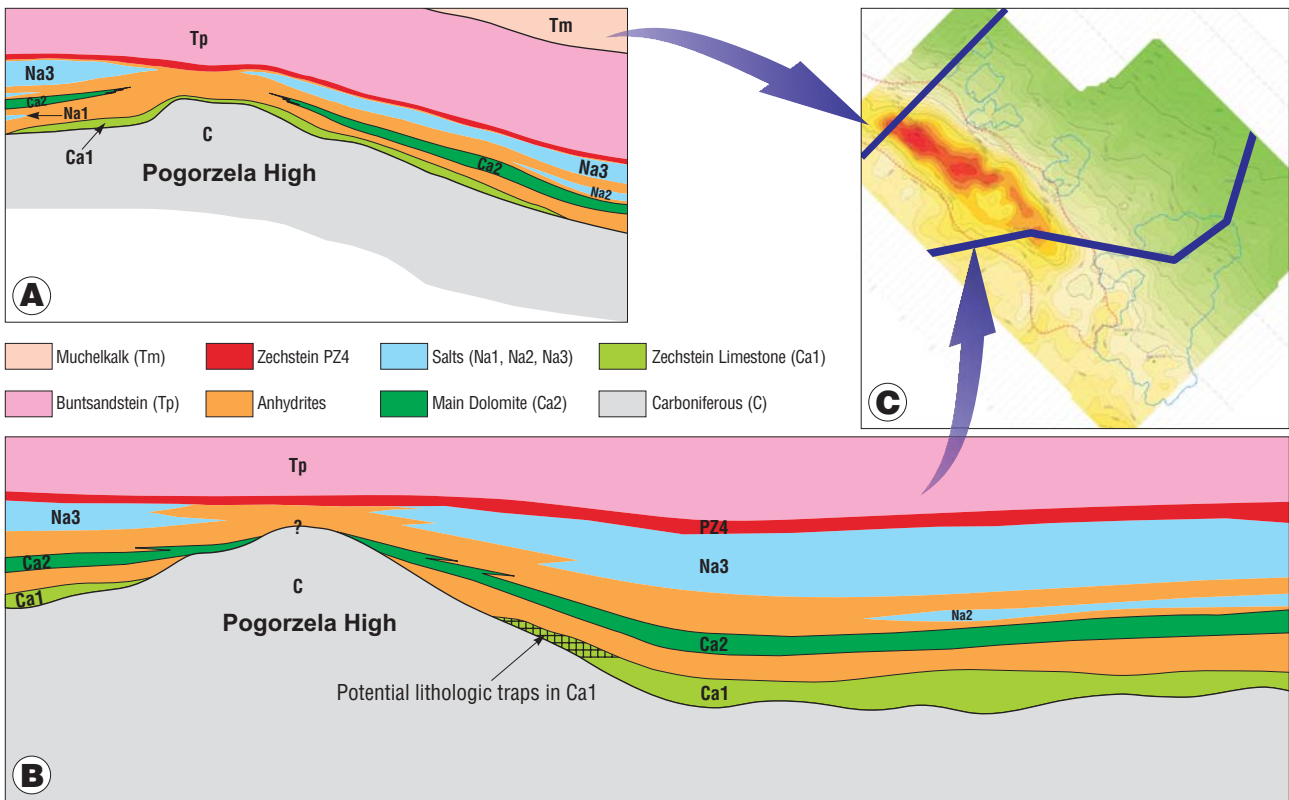 Tp
Tm
Na3
Ca2
Na1
Ca1
C
Pogorzela High
Ca2
Na3
Na2
A
C
Muchelkalk (Tm)
Zechstein PZ4
Salts (Na1, Na2, Na3)
Zechstein Limestone (Ca1)
Buntsandstein (Tp)
Anhydrites
Main Dolomite (Ca2)
Carboniferous (C)
Tp
Na3
?
PZ4
Ca2
Na3
C
Ca1
Pogorzela High
Na2
Ca2
Potential lithologic traps in Ca1
Ca1
B